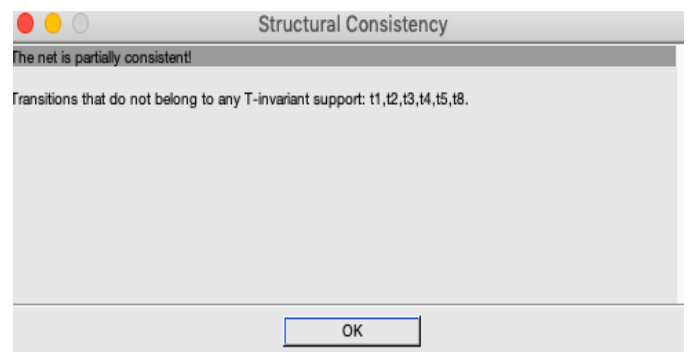 Structural Consistency
The net is partially consistent!
Transitions that do not belong to any T-invariant support: t1,t2,t3,t4,t5,t8.
OK